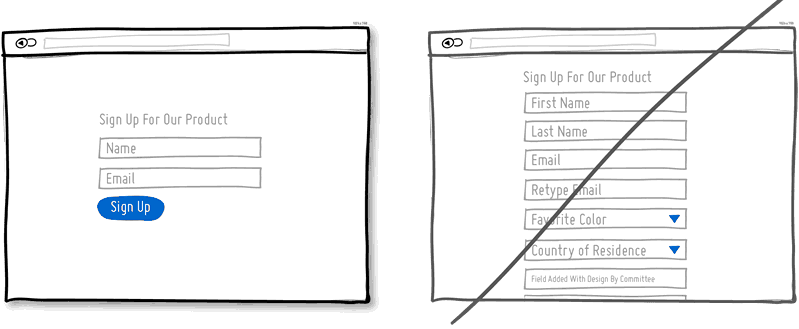 Sign Up For Our Product
Name
Email
Sign Up
Sign Up For Our Product
First Name
Last Name
Email
Retype Email
Favorite Color
Country of Residence
Field Added With Design By Committee